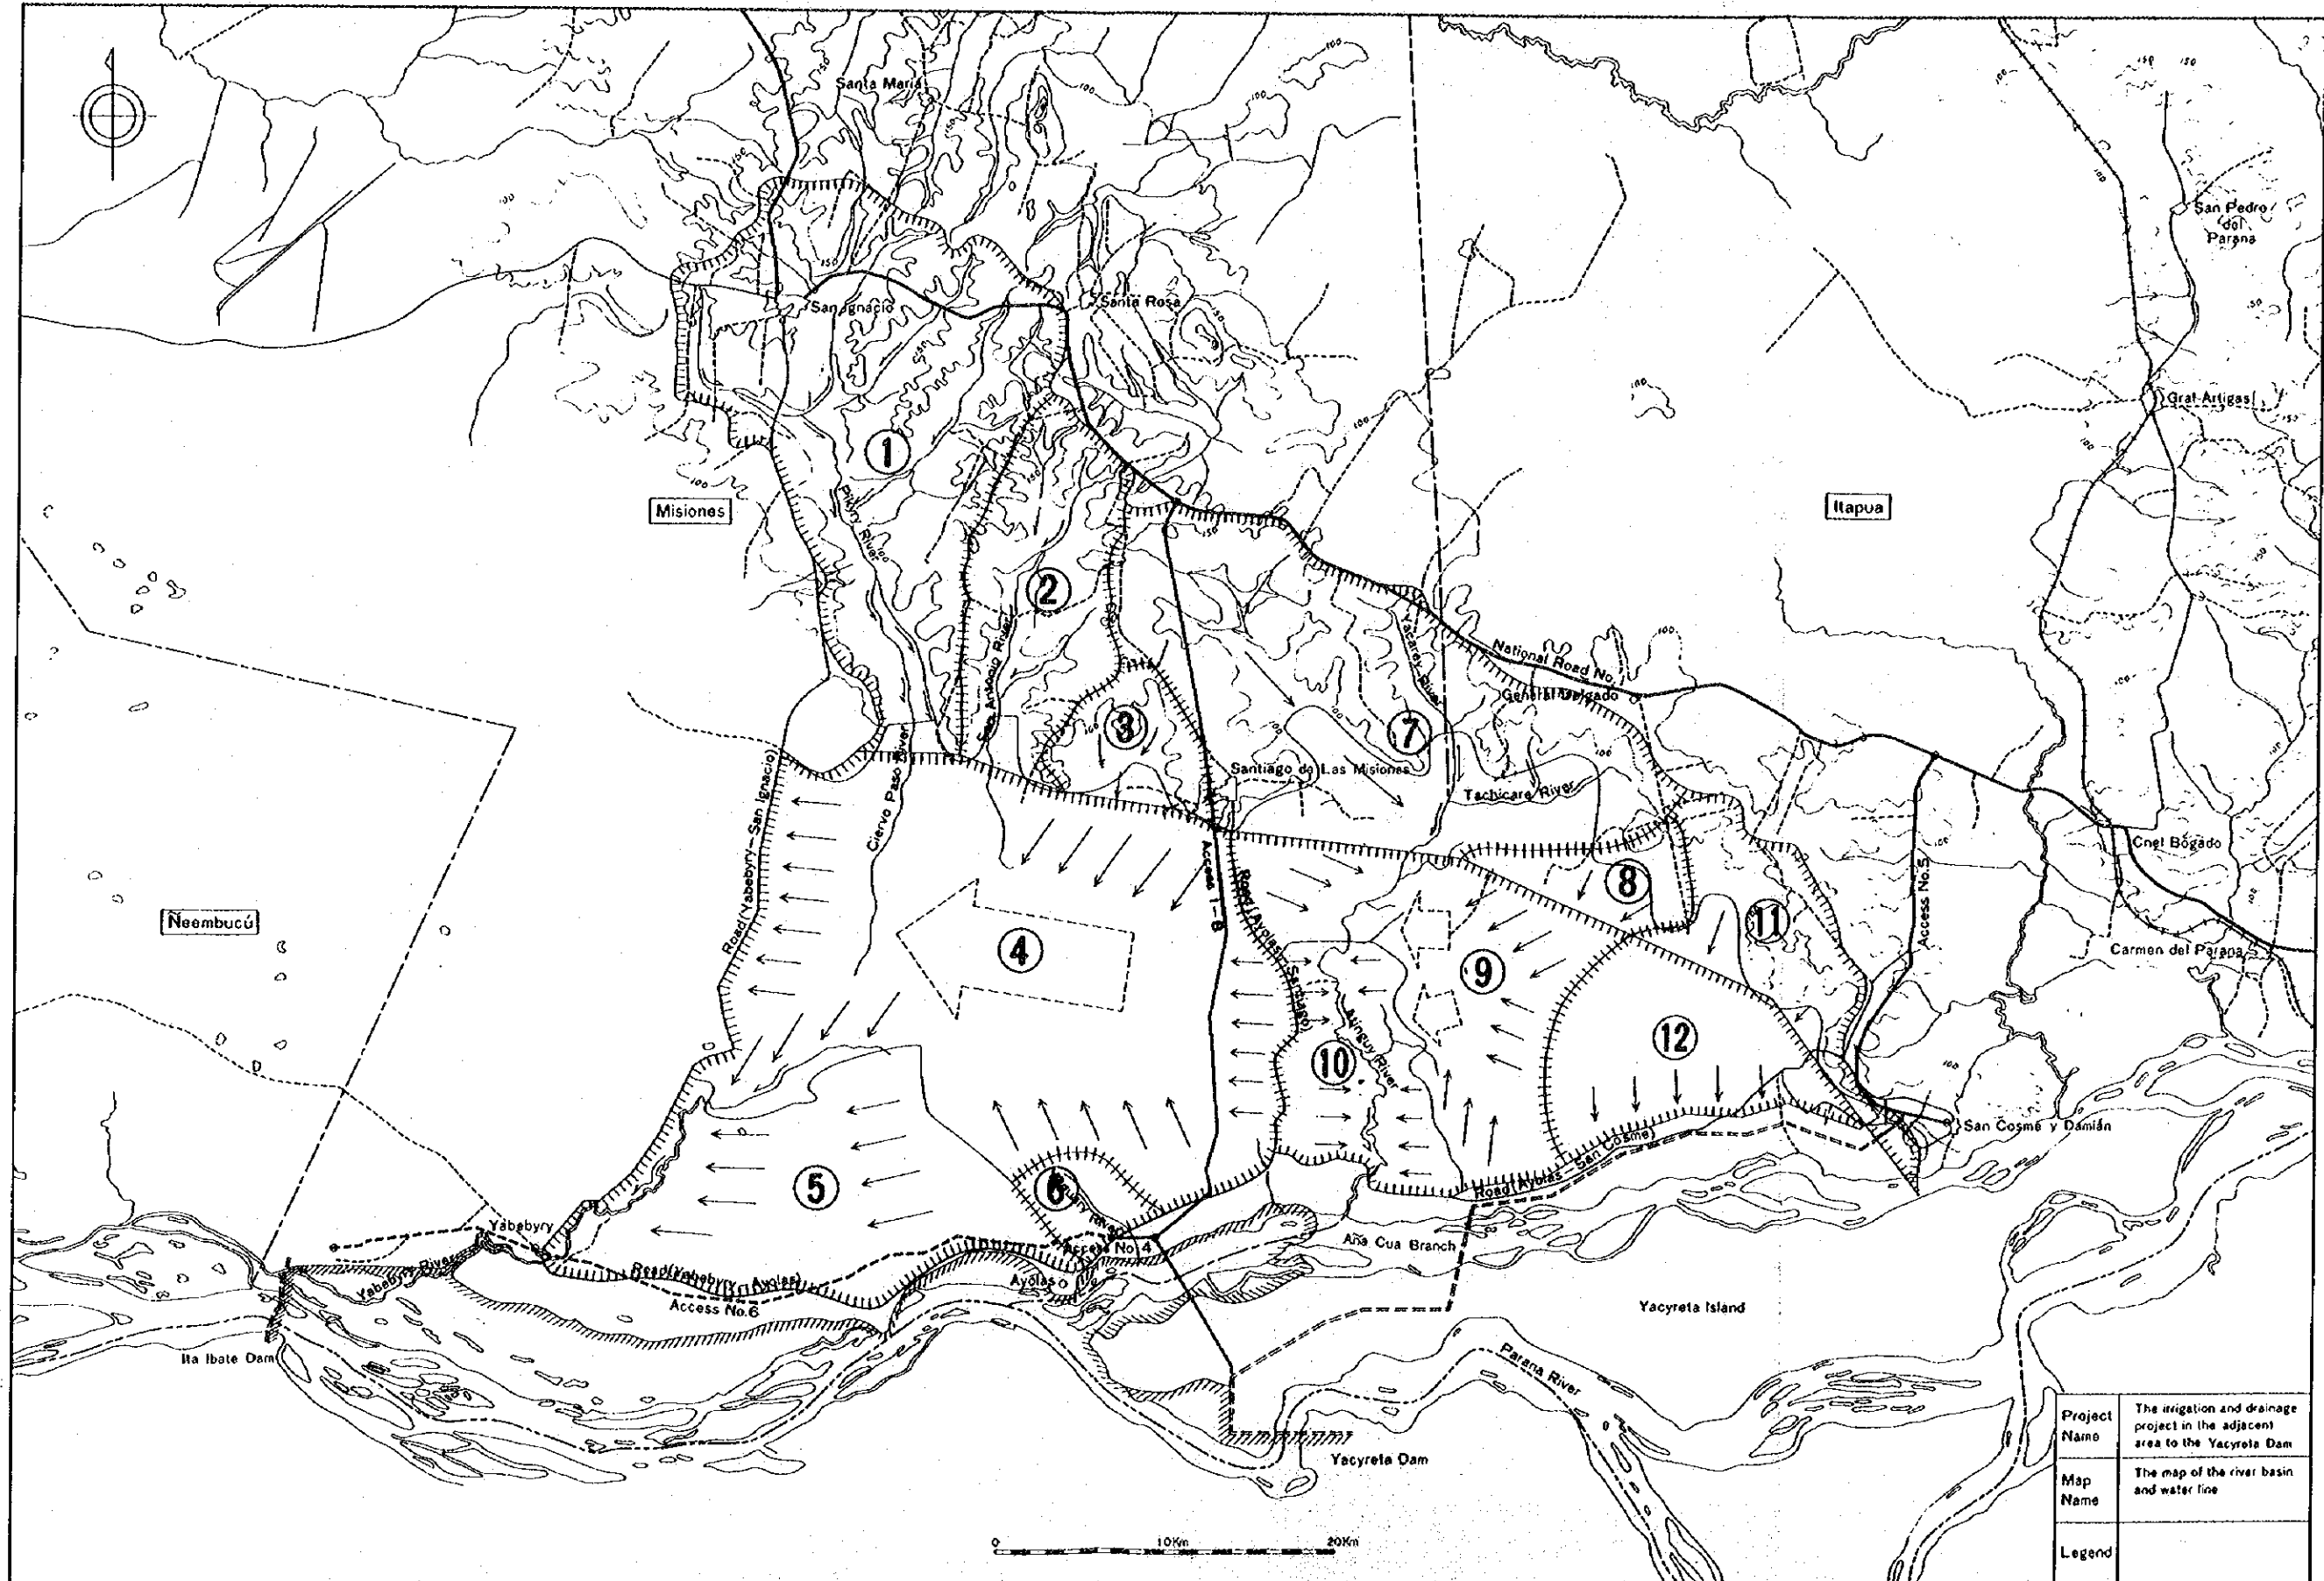 Santa Maria
San Pedro
del
Parana
San Ignacio
Santa Rosa
Gral Artigas
①
Misiones
Itapua
Pikyry River
②
San Antonio River
Yacarey River
National Road No.1
General Delgado
③
⑦
Santiago de Las Misiones
Tachicara River
Ciervo Paso River
Road (Yabebyry-San Ignacio)
Access 1-B
Road (Ayolas-Santiago)
⑧
Cnel Bogado
Access No.5
Ñeembucú
④
⑨
⑪
Carmen del Parana
Atinguy River
⑩
⑫
San Cosme y Damián
⑤
⑥
Road (Ayolas-San Cosme)
Yabebyry
Yabebyry River
Access No.4
Aña Cua Branch
Road (Yabebyry-Ayolas)
Ayolas
Access No.6
Yacyreta Island
Ita Ibate Dam
Parana River
Yacyreta Dam
0 10Km 20Km
Project
Name
The irrigation and drainage
project in the adjacent
area to the Yacyreta Dam
Map
Name
The map of the river basin
and water line
Legend
100
150